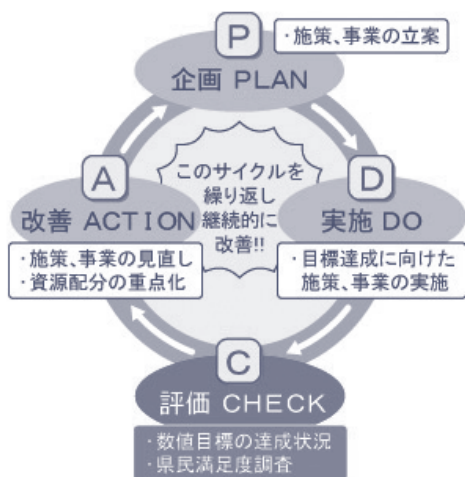 P
企画 PLAN
・施策、事業の立案
D
実施 DO
・目標達成に向けた
施策、事業の実施
C
評価 CHECK
・数値目標の達成状況
・県民満足度調査
A
改善 ACTION
・施策、事業の見直し
・資源配分の重点化
このサイクルを
繰り返し
継続的に
改善!!